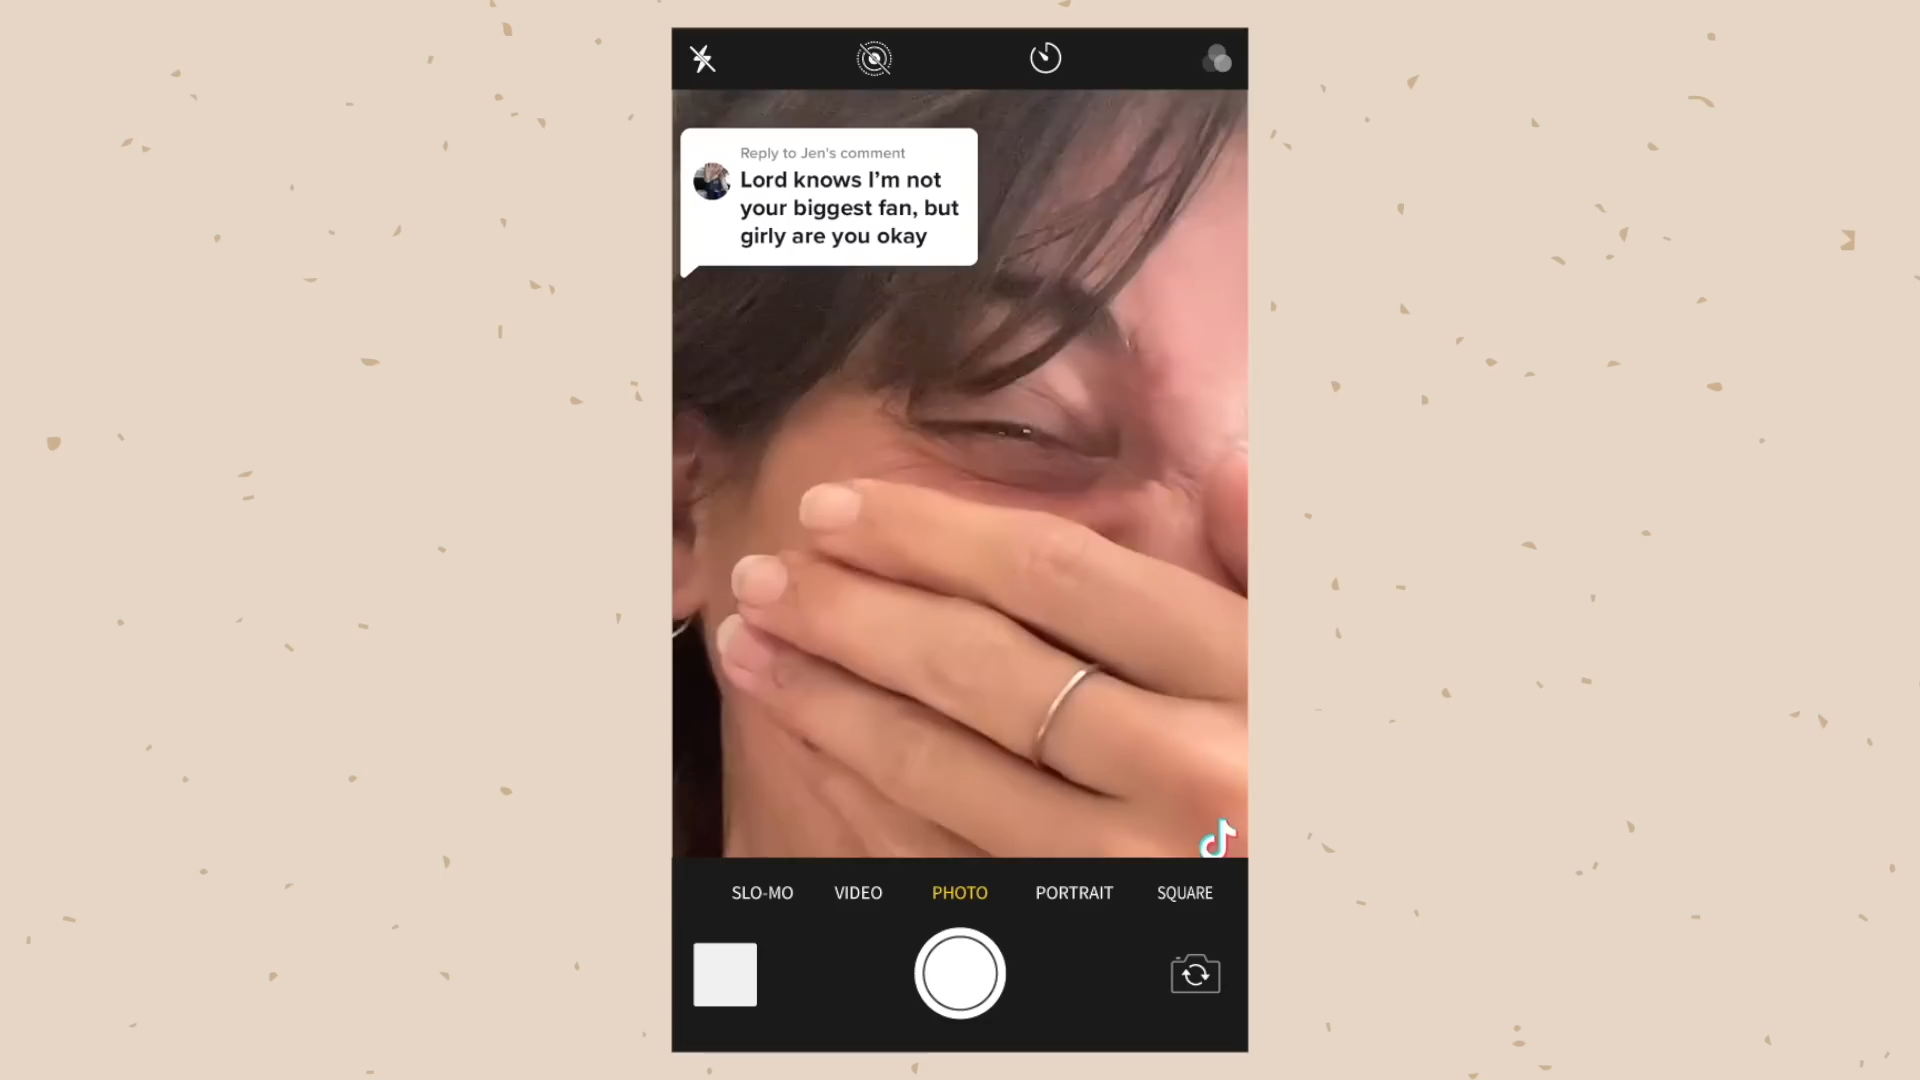 Reply to Jen's comment
Lord knows I’m not
your biggest fan, but
girly are you okay
SLO-MO VIDEO PHOTO PORTRAIT SQUARE